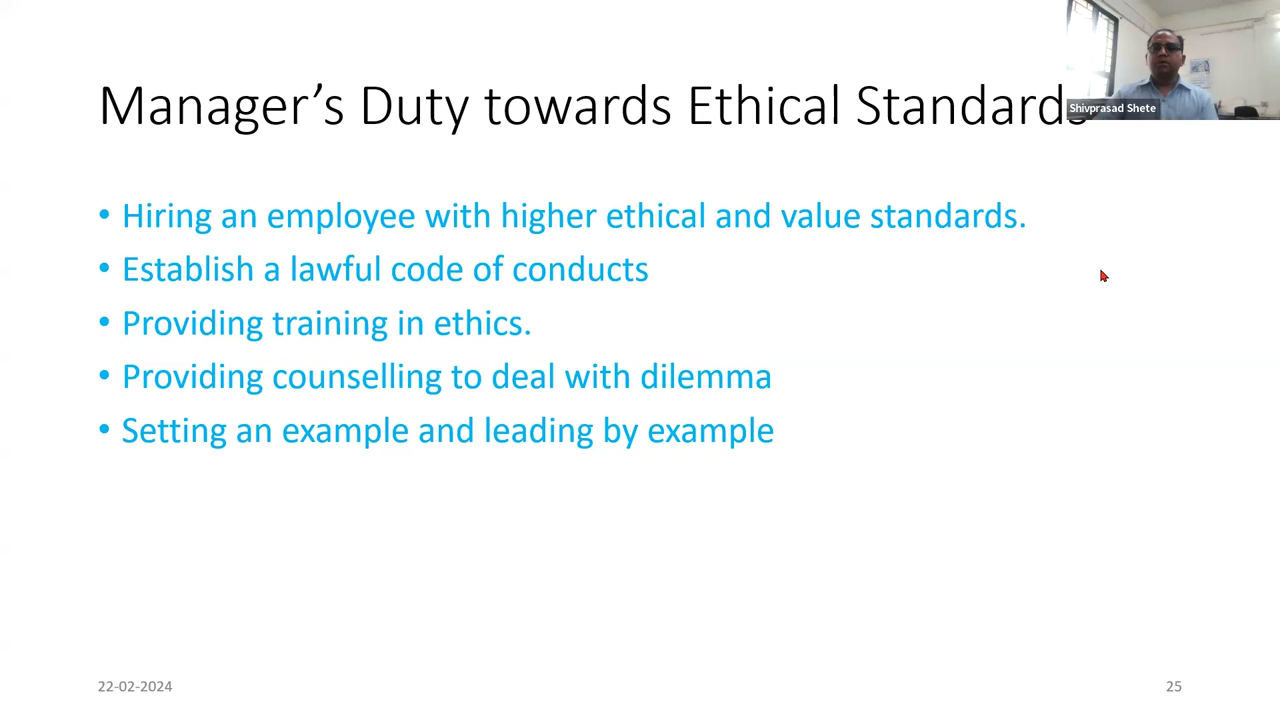 Manager’s Duty towards Ethical Standards
Shivprasad Shete
• Hiring an employee with higher ethical and value standards.
• Establish a lawful code of conducts
• Providing training in ethics.
• Providing counselling to deal with dilemma
• Setting an example and leading by example
22-02-2024
25